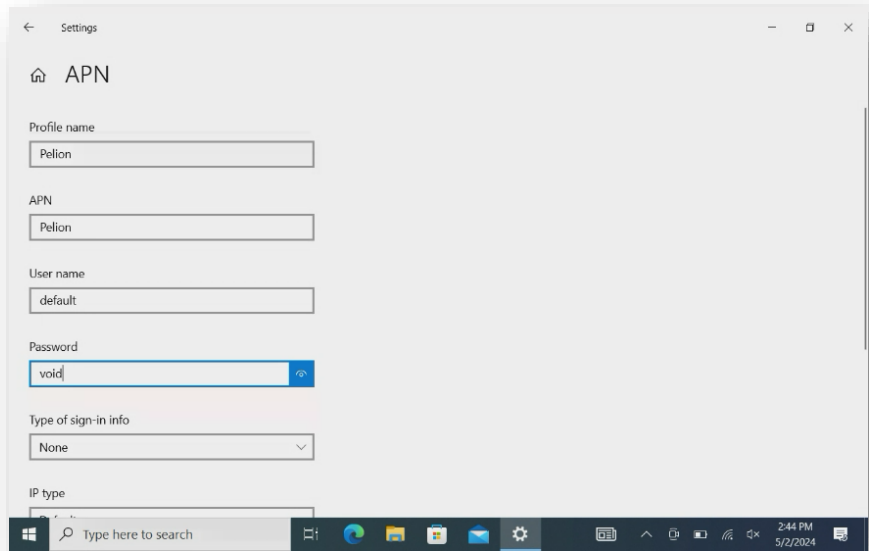 Settings
APN
Profile name
Pelion
APN
Pelion
User name
default
Password
void
Type of sign-in info
None
IP type
Default
Type here to search
2:44 PM
5/2/2024